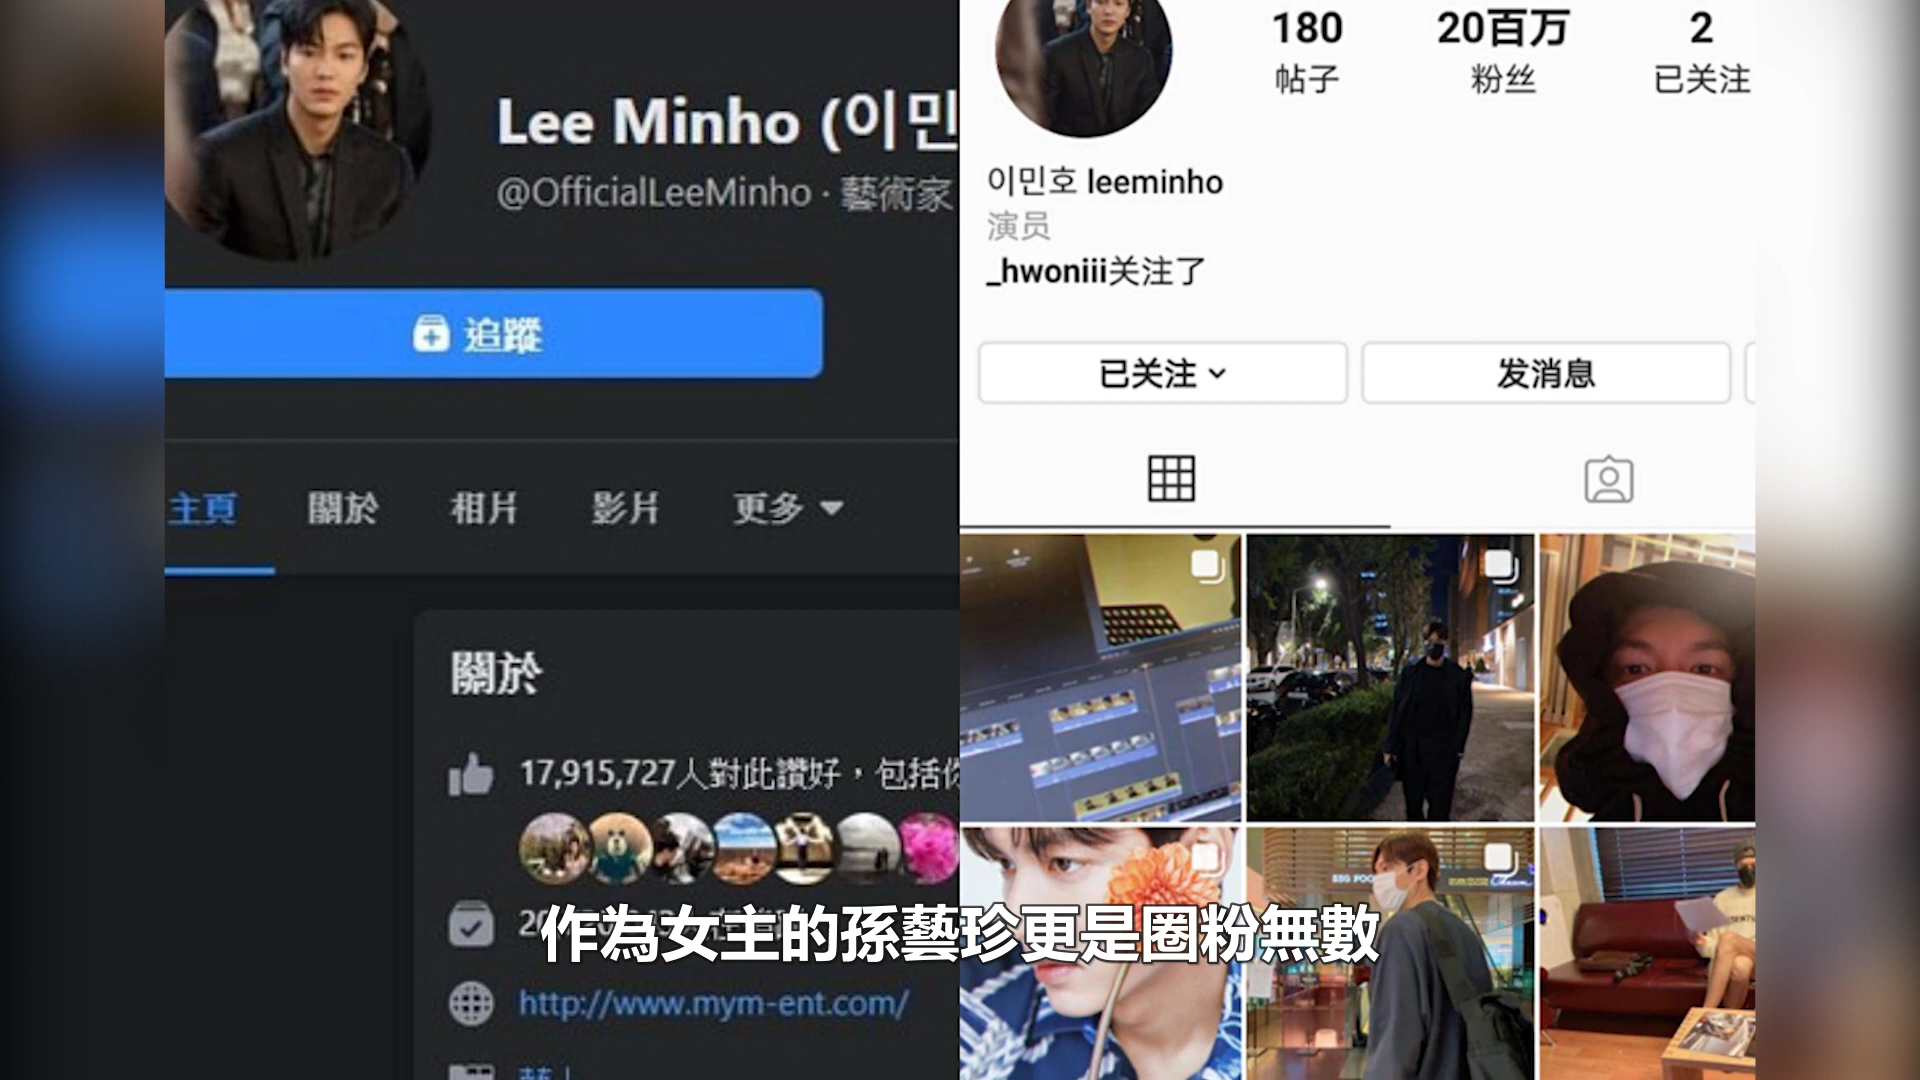 Lee Minho (이민
@OfficialLeeMinho · 藝術家
追蹤
主頁
關於
相片
影片
更多
關於
17,915,727人對此讚好，包括你
http://www.mym-ent.com/
180
帖子
20百万
粉丝
2
已关注
이민호 leeminho
演员
_hwoniii关注了
已关注
发消息
作為女主的孫藝珍更是圈粉無數